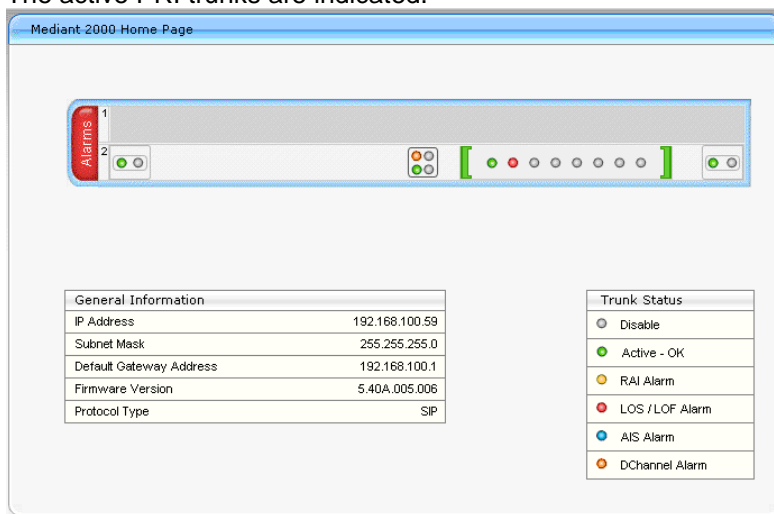 The active PRI trunks are indicated.
Mediant 2000 Home Page
Alarms
1
2
General Information
IP Address 192.168.100.59
Subnet Mask 255.255.255.0
Default Gateway Address 192.168.100.1
Firmware Version 5.40A.005.006
Protocol Type SIP
Trunk Status
Disable
Active - OK
RAI Alarm
LOS / LOF Alarm
AIS Alarm
DChannel Alarm